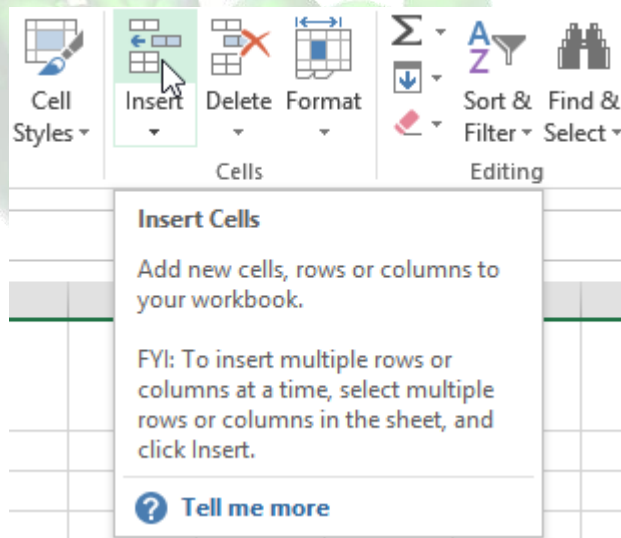 Cell Styles
Insert
Delete
Format
Sort & Filter
Find & Select
Cells
Editing
Insert Cells
Add new cells, rows or columns to
your workbook.
FYI: To insert multiple rows or
columns at a time, select multiple
rows or columns in the sheet, and
click Insert.
Tell me more